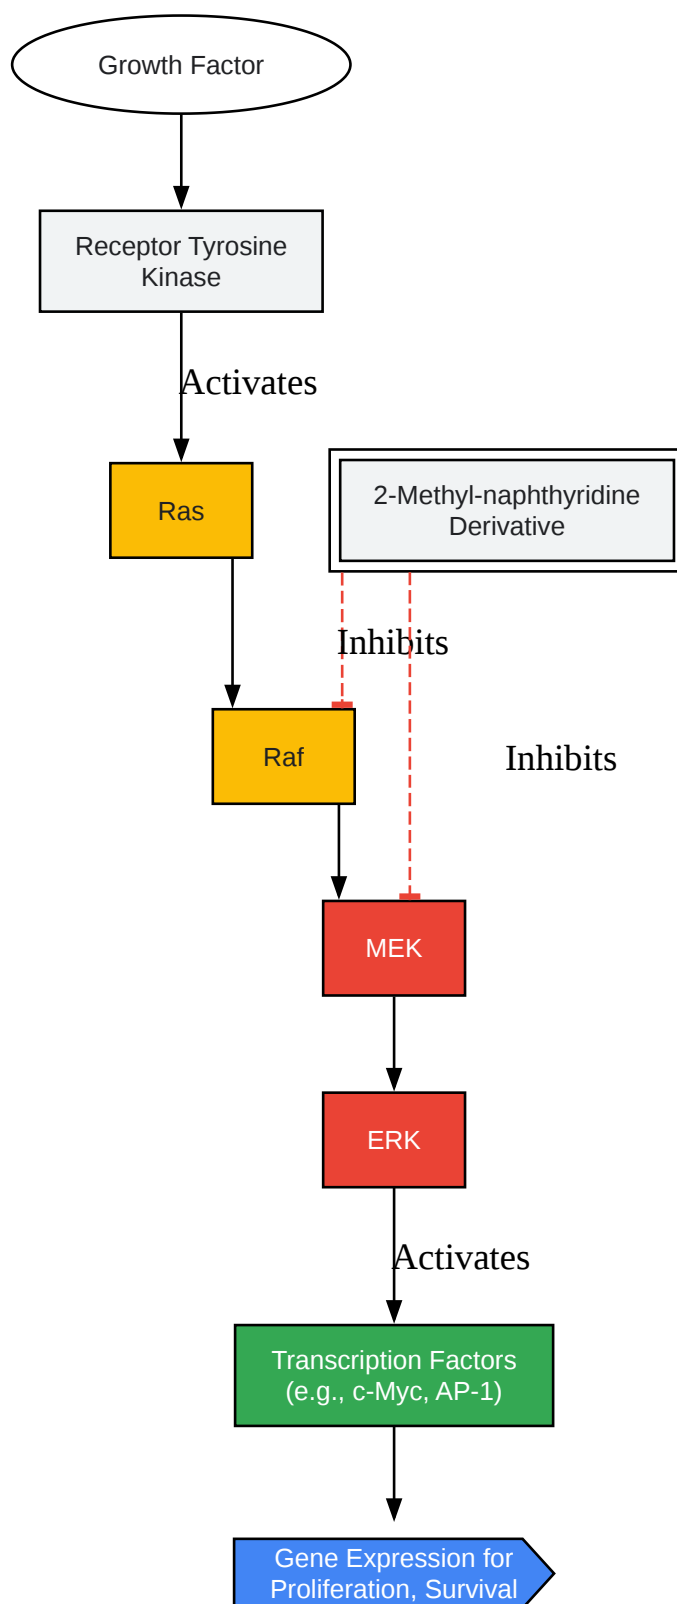 Growth Factor
Receptor Tyrosine
Kinase
Activates
Ras
2-Methyl-naphthyridine
Derivative
Inhibits
Raf
Inhibits
MEK
ERK
Activates
Transcription Factors
(e.g., c-Myc, AP-1)
Gene Expression for
Proliferation, Survival